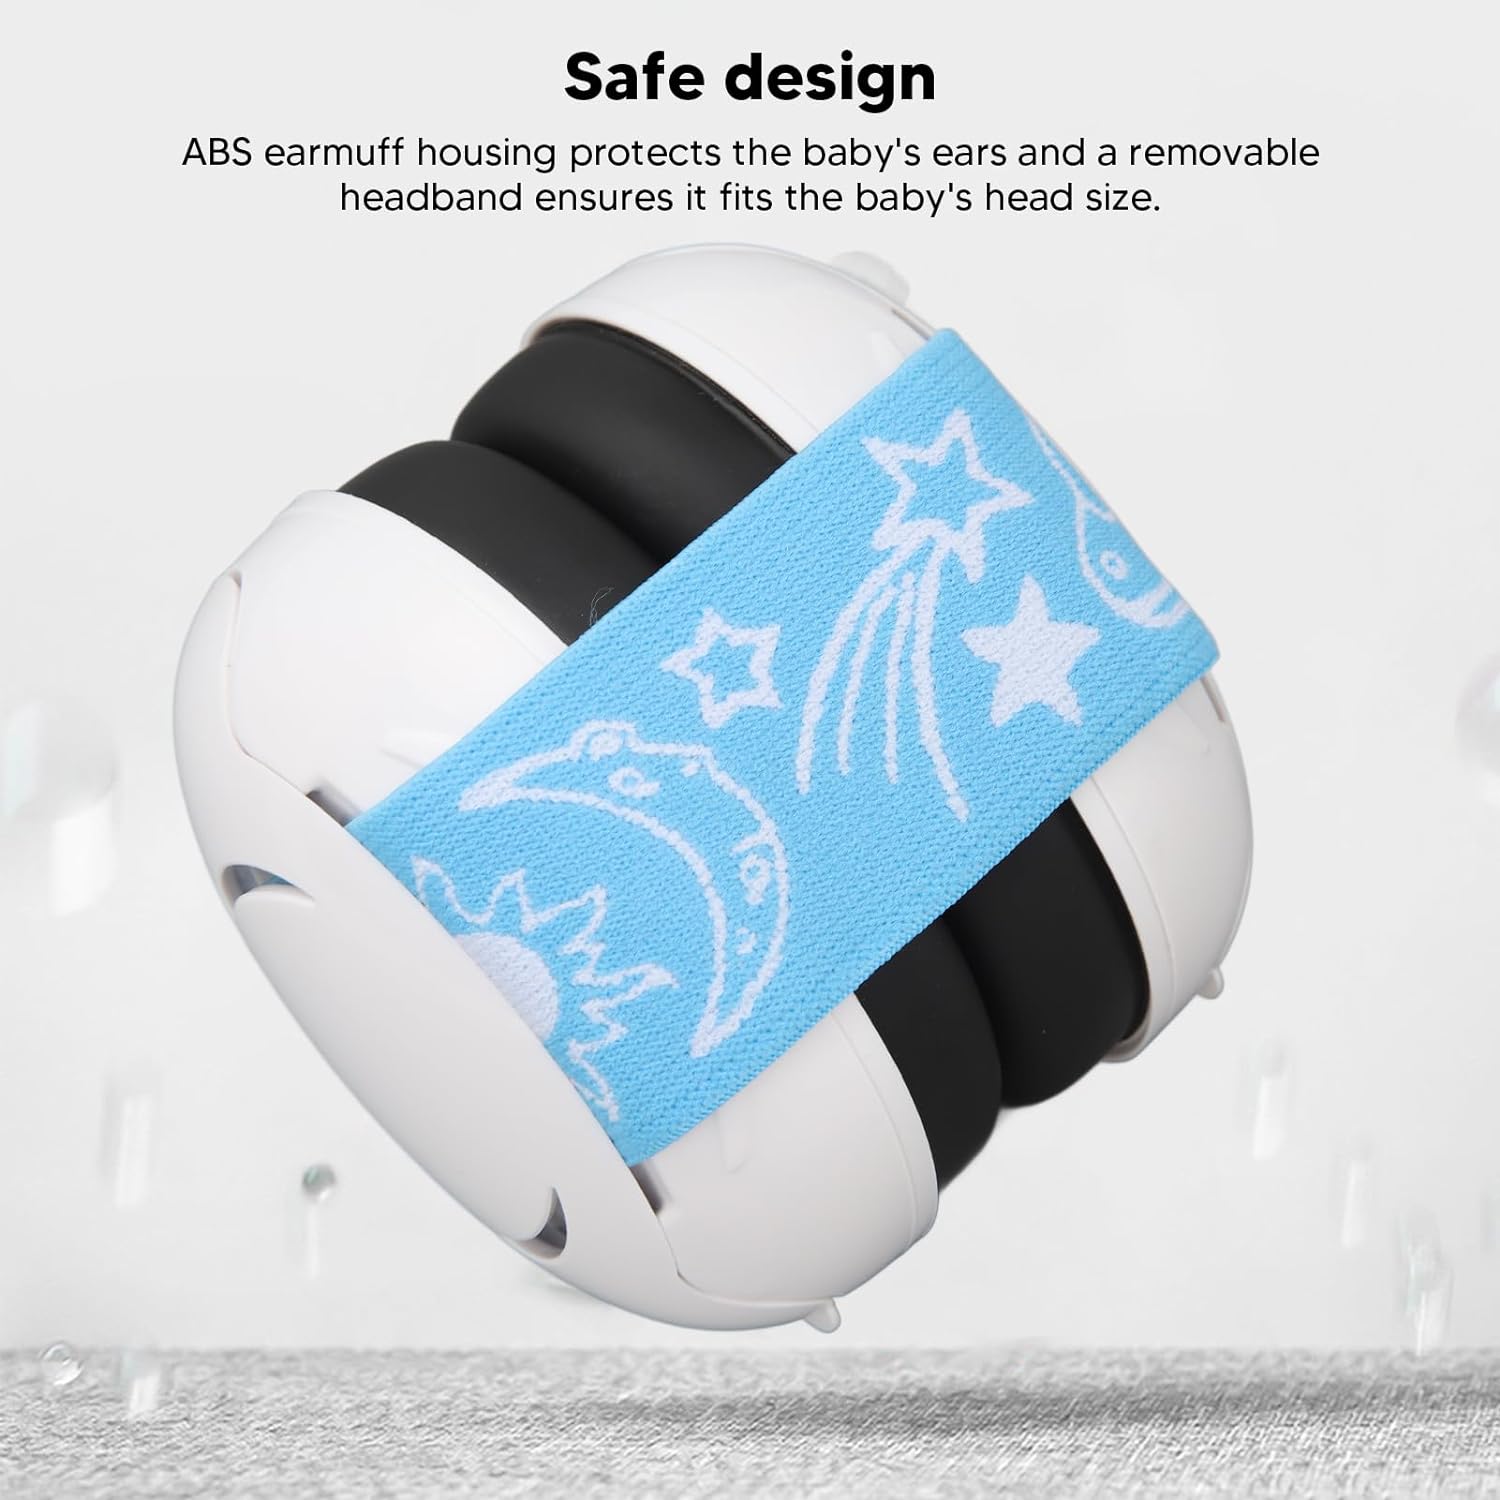 Safe design
ABS earmuff housing protects the baby's ears and a removable
headband ensures it fits the baby's head size.